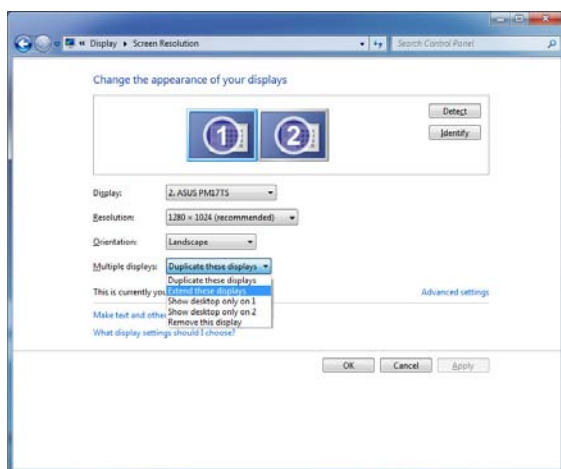 « Display ▸ Screen Resolution
Search Control Panel
Change the appearance of your displays
1 2
Detect
Identify
Display: 2. ASUS PM17TS
Resolution: 1280 × 1024 (recommended)
Orientation: Landscape
Multiple displays: Duplicate these displays
Duplicate these displays
This is currently you Extend these displays Advanced settings
Show desktop only on 1
Make text and othe Show desktop only on 2
Remove this display
What display settings should I choose?
OK Cancel Apply